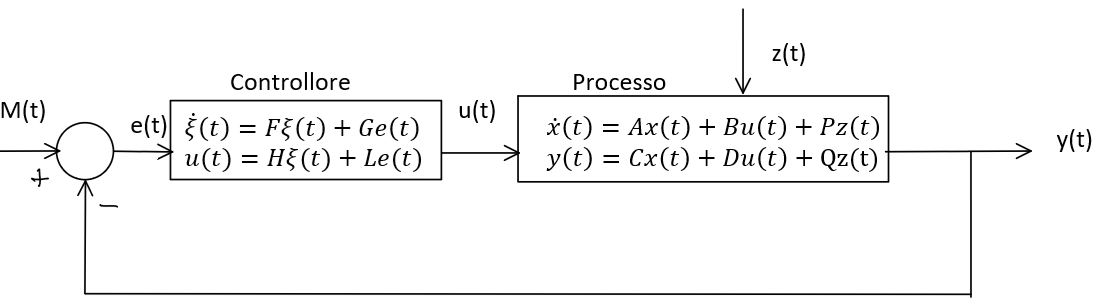 z(t)
Controllore
Processo
M(t)
e(t)
u(t)
ξ̇(t) = Fξ(t) + Ge(t)
u(t) = Hξ(t) + Le(t)
ẋ(t) = Ax(t) + Bu(t) + Pz(t)
y(t) = Cx(t) + Du(t) + Qz(t)
y(t)
+
−